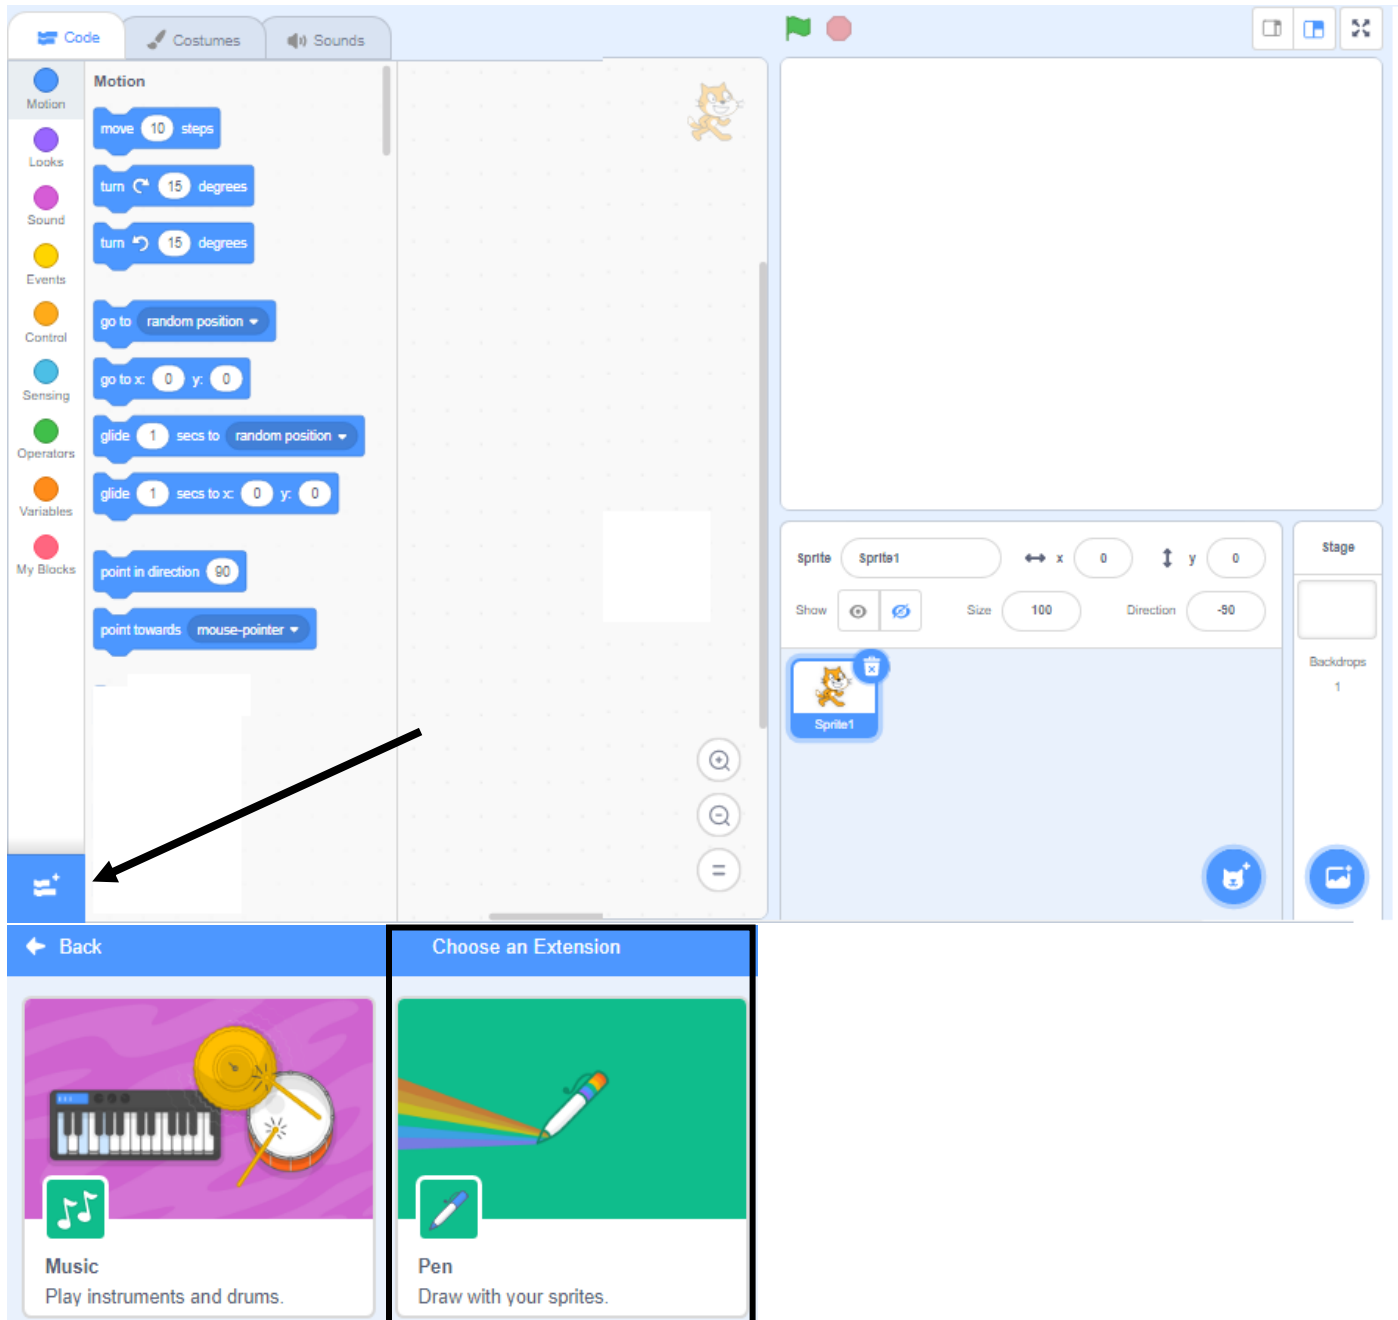 Code
Costumes
Sounds
Motion
Looks
Sound
Events
Control
Sensing
Operators
Variables
My Blocks
Motion
move 10 steps
turn 15 degrees
turn 15 degrees
go to random position
go to x: 0 y: 0
glide 1 secs to random position
glide 1 secs to x: 0 y: 0
point in direction 90
point towards mouse-pointer
Sprite Sprite1 x 0 y 0
Show Size 100 Direction -90
Sprite1
Stage
Backdrops
1
Back
Choose an Extension
Music
Play instruments and drums.
Pen
Draw with your sprites.